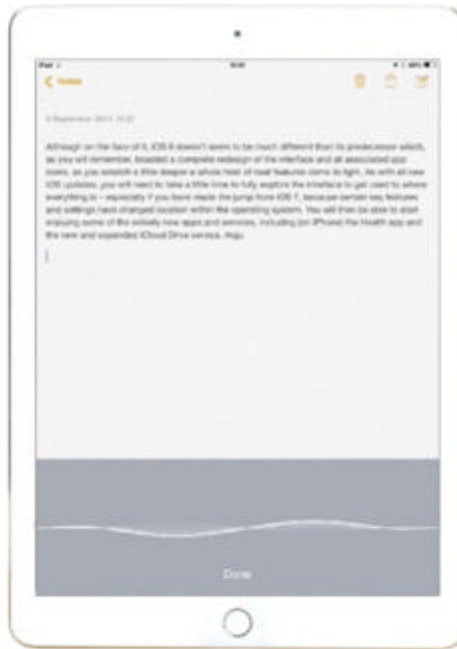 iPad
Notes
Although on the face of it, iOS 8 doesn't seem to be much different than its predecessor which,
as you will remember, boasted a complete redesign of the interface and all associated app
icons, as you scratch a little deeper a whole host of neat features come to light. As with all new
iOS updates, you will need to take a little time to fully explore the interface to get used to where
everything is – especially if you have made the jump from iOS 7, because certain key features
and settings have changed location within the operating system. You will then be able to start
enjoying some of the entirely new apps and services, including (on iPhone) the Health app and
the new and expanded iCloud Drive service.
Done